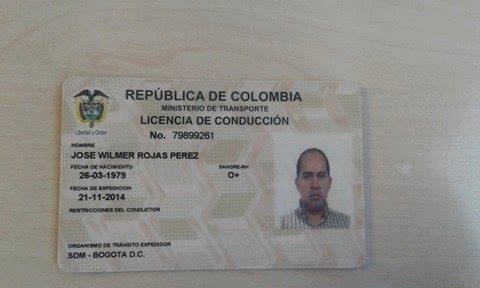 REPÚBLICA DE COLOMBIA
MINISTERIO DE TRANSPORTE
LICENCIA DE CONDUCCIÓN
Libertad y Orden
No. 79899261
NOMBRE
JOSE WILMER ROJAS PEREZ
FECHA DE NACIMIENTO SANGRE-RH
26-03-1979 O+
FECHA DE EXPEDICION
21-11-2014
RESTRICCIONES DEL CONDUCTOR
ORGANISMO DE TRÁNSITO EXPEDIDOR
SDM - BOGOTA D.C.